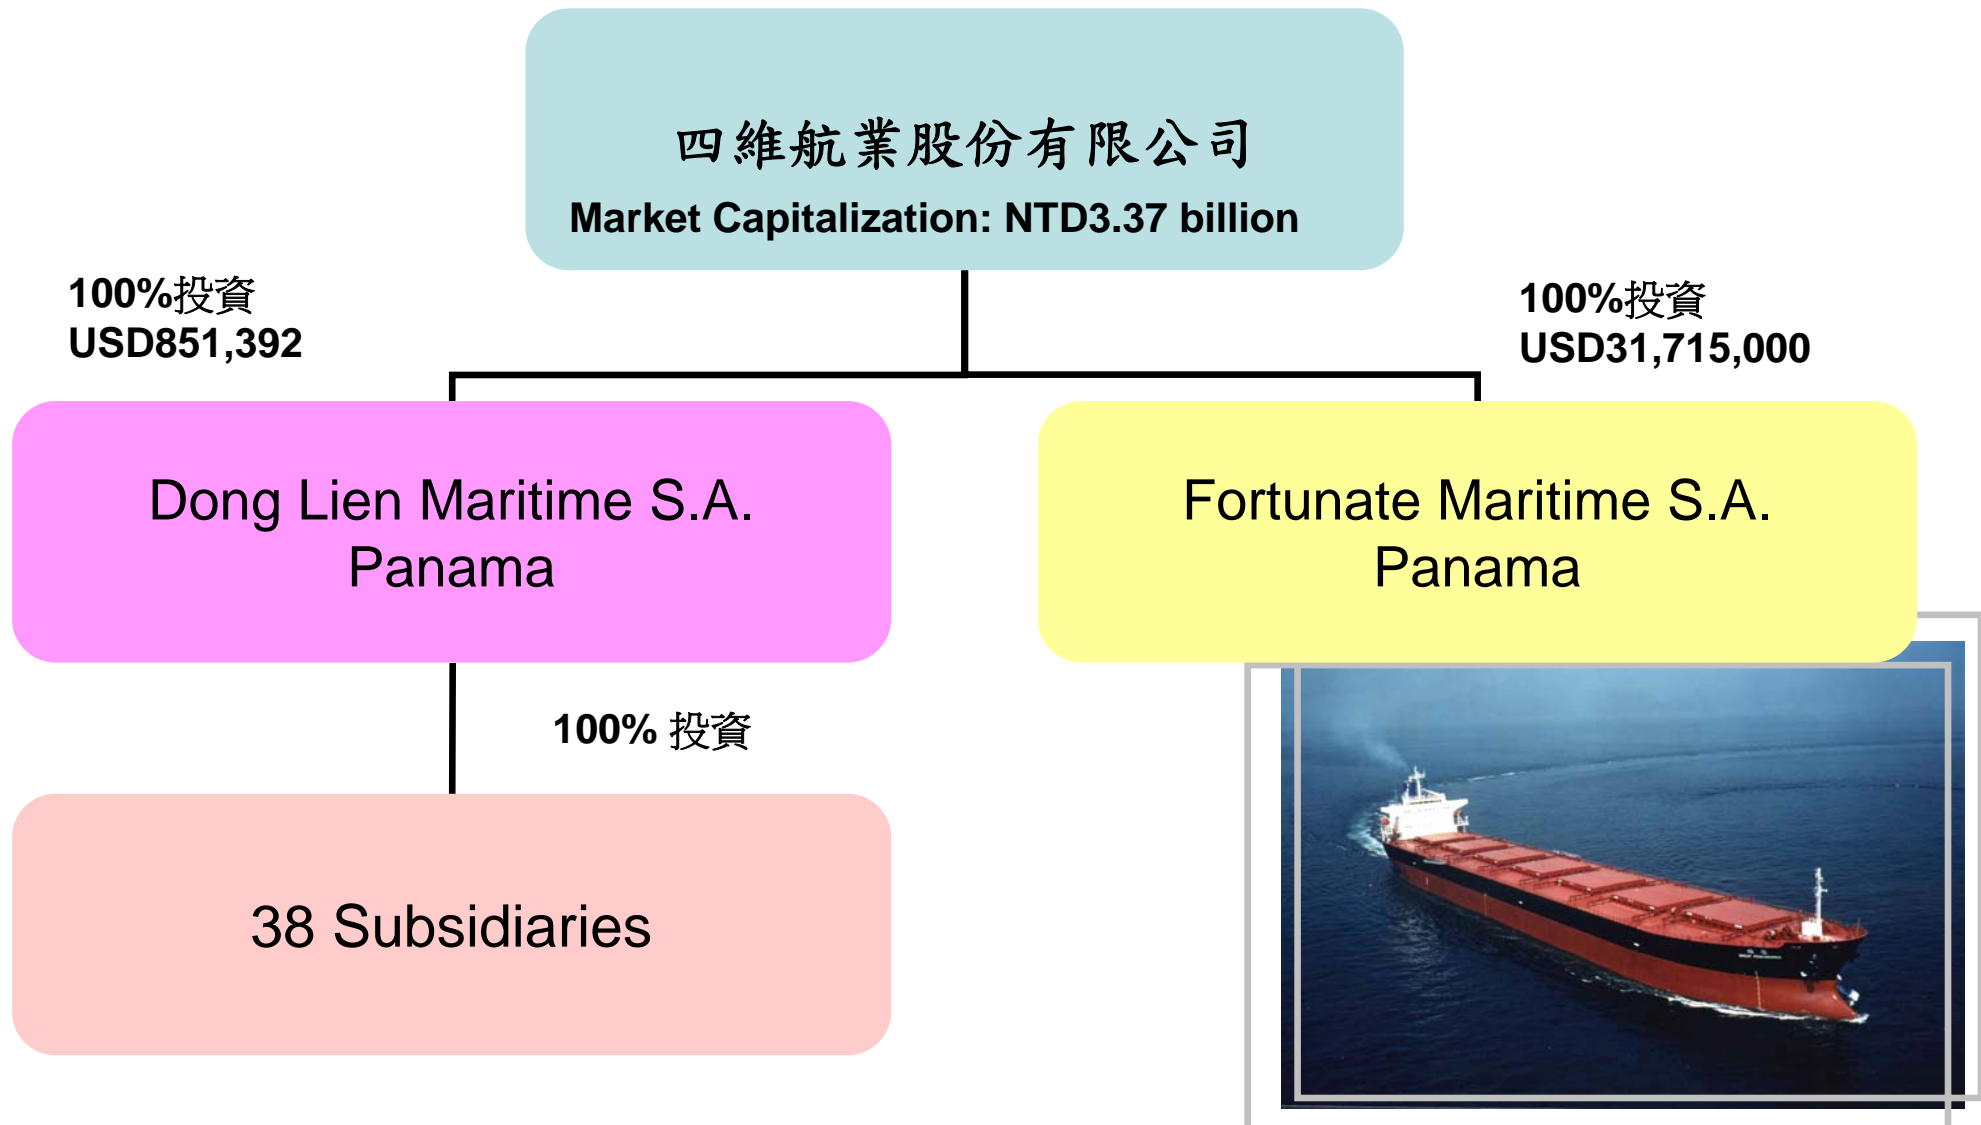 四維航業股份有限公司
Market Capitalization: NTD3.37 billion
100%投資
USD851,392
100%投資
USD31,715,000
Dong Lien Maritime S.A.
Panama
Fortunate Maritime S.A.
Panama
100% 投資
38 Subsidiaries